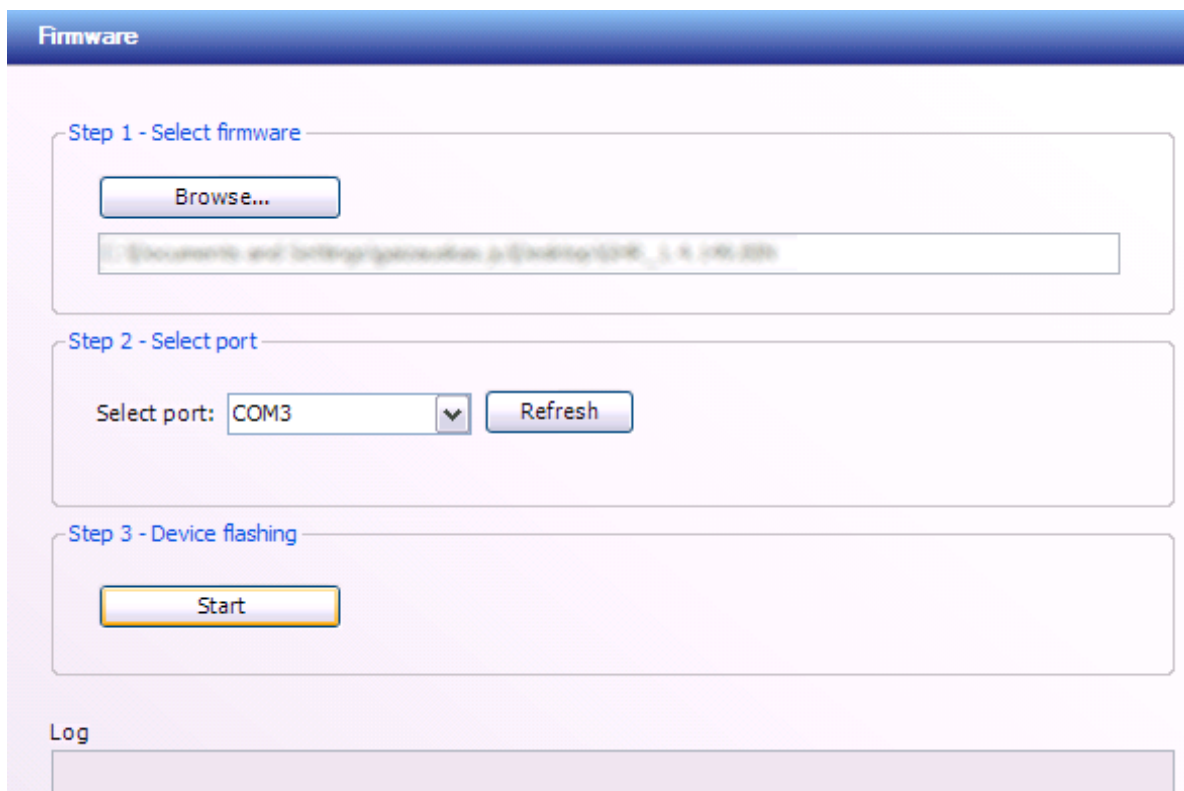 Firmware
Step 1 - Select firmware
Browse...
Step 2 - Select port
Select port: COM3 Refresh
Step 3 - Device flashing
Start
Log